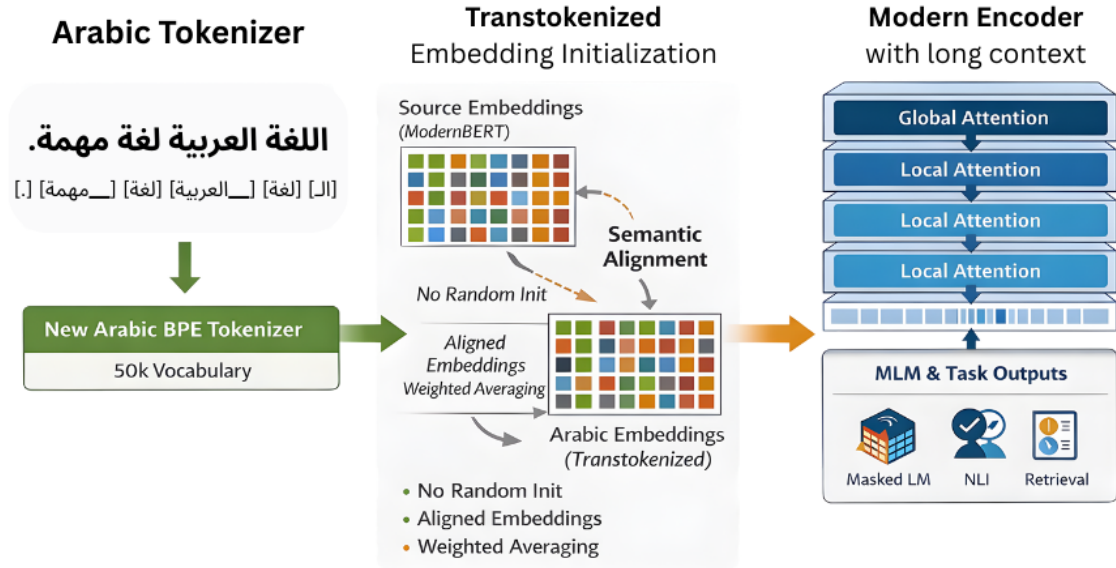 Arabic Tokenizer
اللغة العربية لغة مهمة.
[الـ] [لغة] [__العربية] [لغة] [__مهمة] [.]
New Arabic BPE Tokenizer
50k Vocabulary
Transtokenized
Embedding Initialization
Source Embeddings
(ModernBERT)
Semantic
Alignment
No Random Init
Aligned
Embeddings
Weighted Averaging
Arabic Embeddings
(Transtokenized)
• No Random Init
• Aligned Embeddings
• Weighted Averaging
Modern Encoder
with long context
Global Attention
Local Attention
Local Attention
Local Attention
MLM & Task Outputs
Masked LM
NLI
Retrieval